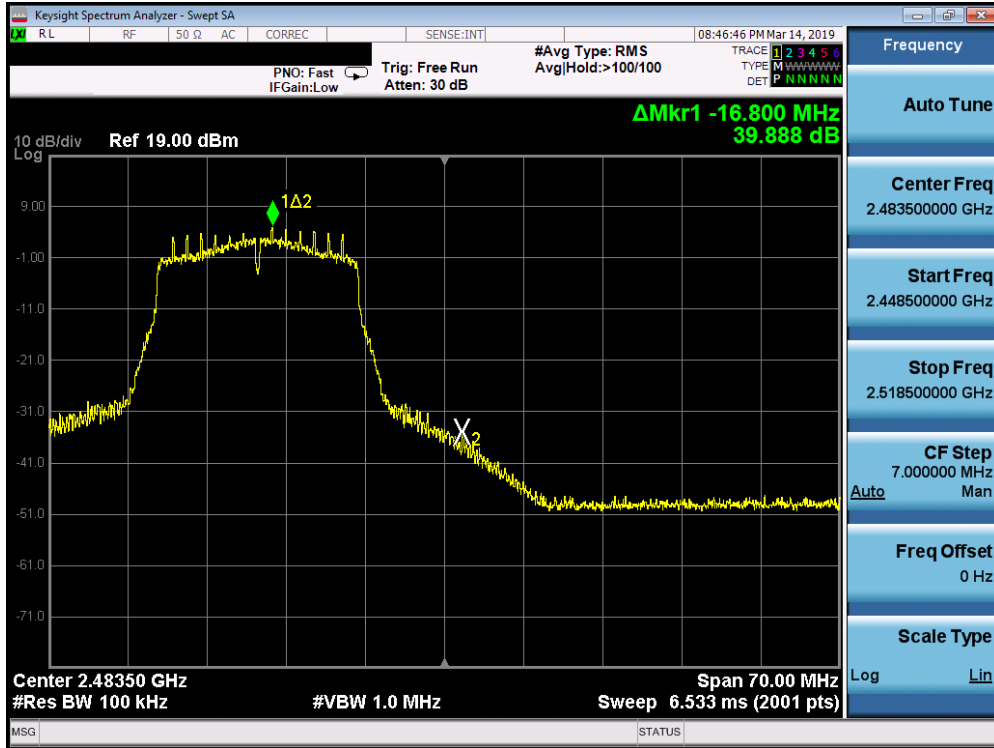 Keysight Spectrum Analyzer - Swept SA
LXI RL RF 50 Ω AC CORREC SENSE:INT 08:46:46 PM Mar 14, 2019
PNO: Fast
IFGain:Low
Trig: Free Run
Atten: 30 dB
#Avg Type: RMS
Avg|Hold:>100/100
TRACE 1 2 3 4 5 6
TYPE M W W W W W
DET P N N N N N
ΔMkr1 -16.800 MHz
39.888 dB
10 dB/div Ref 19.00 dBm
Log
9.00
-1.00
-11.0
-21.0
-31.0
-41.0
-51.0
-61.0
-71.0
1Δ2
X2
Center 2.48350 GHz Span 70.00 MHz
#Res BW 100 kHz #VBW 1.0 MHz Sweep 6.533 ms (2001 pts)
MSG STATUS
Frequency
Auto Tune
Center Freq
2.483500000 GHz
Start Freq
2.448500000 GHz
Stop Freq
2.518500000 GHz
CF Step
7.000000 MHz
Auto Man
Freq Offset
0 Hz
Scale Type
Log Lin